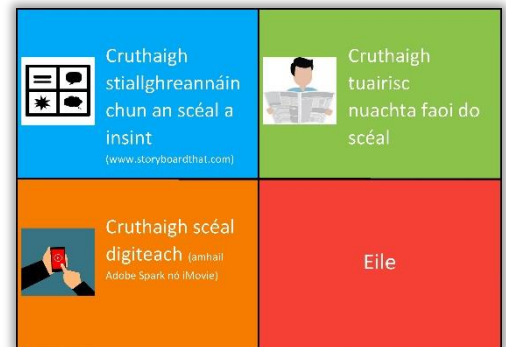 Cruthaigh
stiallghreannáin
chun an scéal a
insint
(www.storyboardthat.com)
Cruthaigh
tuairisc
nuachta faoi do
scéal
Cruthaigh scéal
digiteach (amhail
Adobe Spark nó iMovie)
Eile